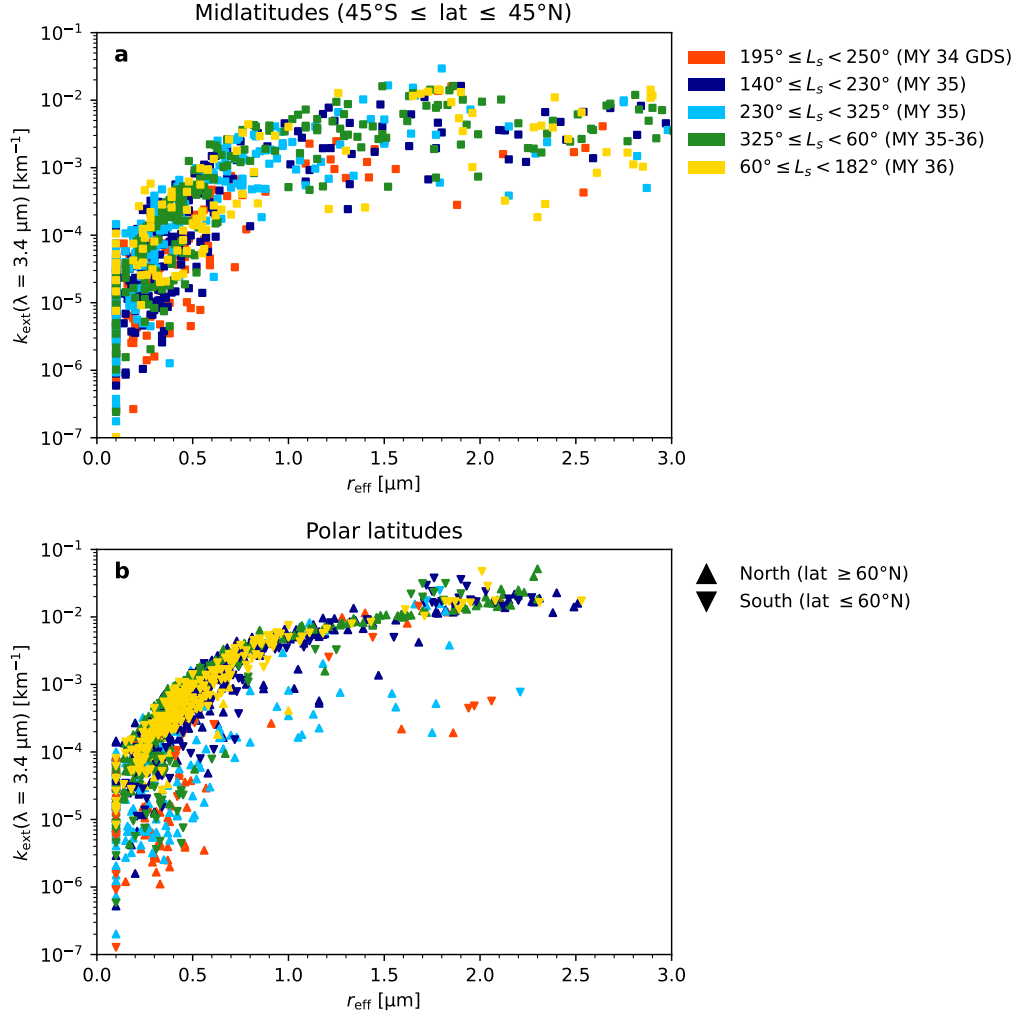 Midlatitudes (45°S ≤ lat ≤ 45°N)
a
10⁻¹
10⁻²
10⁻³
10⁻⁴
10⁻⁵
10⁻⁶
10⁻⁷
k_ext(λ = 3.4 μm) [km⁻¹]
0.0 0.5 1.0 1.5 2.0 2.5 3.0
r_eff [μm]
195° ≤ L_s < 250° (MY 34 GDS)
140° ≤ L_s < 230° (MY 35)
230° ≤ L_s < 325° (MY 35)
325° ≤ L_s < 60° (MY 35-36)
60° ≤ L_s < 182° (MY 36)
Polar latitudes
b
10⁻¹
10⁻²
10⁻³
10⁻⁴
10⁻⁵
10⁻⁶
10⁻⁷
k_ext(λ = 3.4 μm) [km⁻¹]
0.0 0.5 1.0 1.5 2.0 2.5 3.0
r_eff [μm]
North (lat ≥ 60°N)
South (lat ≤ 60°N)